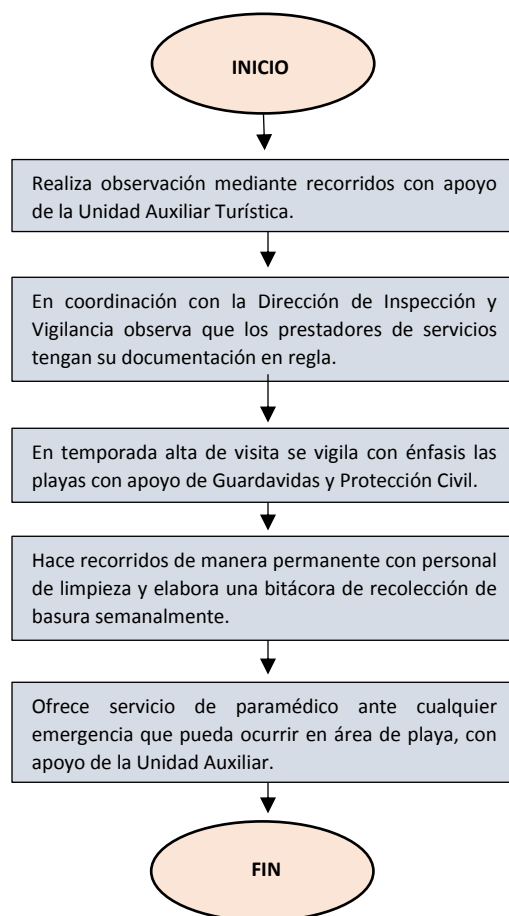 INICIO
Realiza observación mediante recorridos con apoyo
de la Unidad Auxiliar Turística.
En coordinación con la Dirección de Inspección y
Vigilancia observa que los prestadores de servicios
tengan su documentación en regla.
En temporada alta de visita se vigila con énfasis las
playas con apoyo de Guardavidas y Protección Civil.
Hace recorridos de manera permanente con personal
de limpieza y elabora una bitácora de recolección de
basura semanalmente.
Ofrece servicio de paramédico ante cualquier
emergencia que pueda ocurrir en área de playa, con
apoyo de la Unidad Auxiliar.
FIN